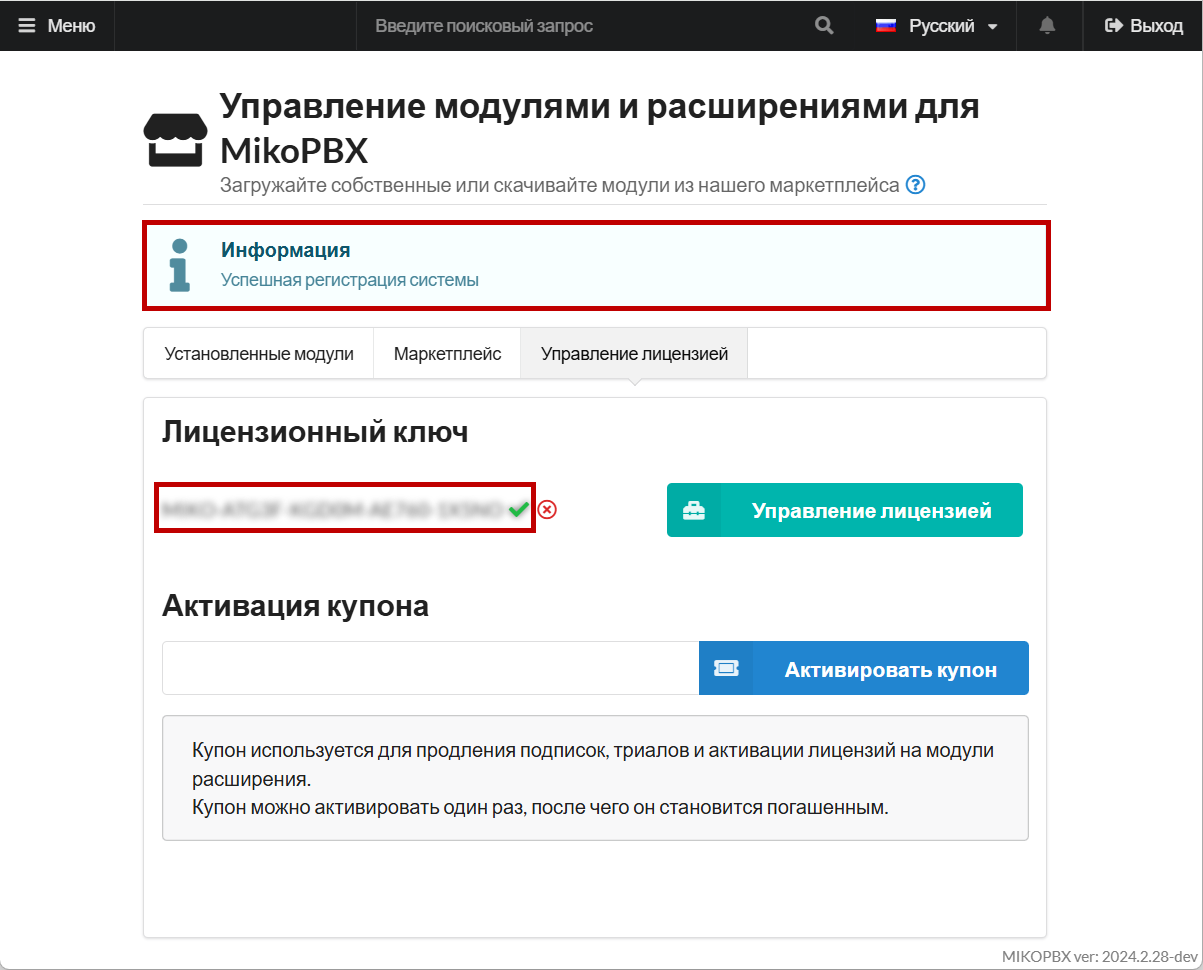 Меню
Введите поисковый запрос
Русский
Выход
Управление модулями и расширениями для
MikoPBX
Загружайте собственные или скачивайте модули из нашего маркетплейса
Информация
Успешная регистрация системы
Установленные модули
Маркетплейс
Управление лицензией
Лицензионный ключ
Управление лицензией
Активация купона
Активировать купон
Купон используется для продления подписок, триалов и активации лицензий на модули
расширения.
Купон можно активировать один раз, после чего он становится погашенным.
MIKOPBX ver: 2024.2.28-dev